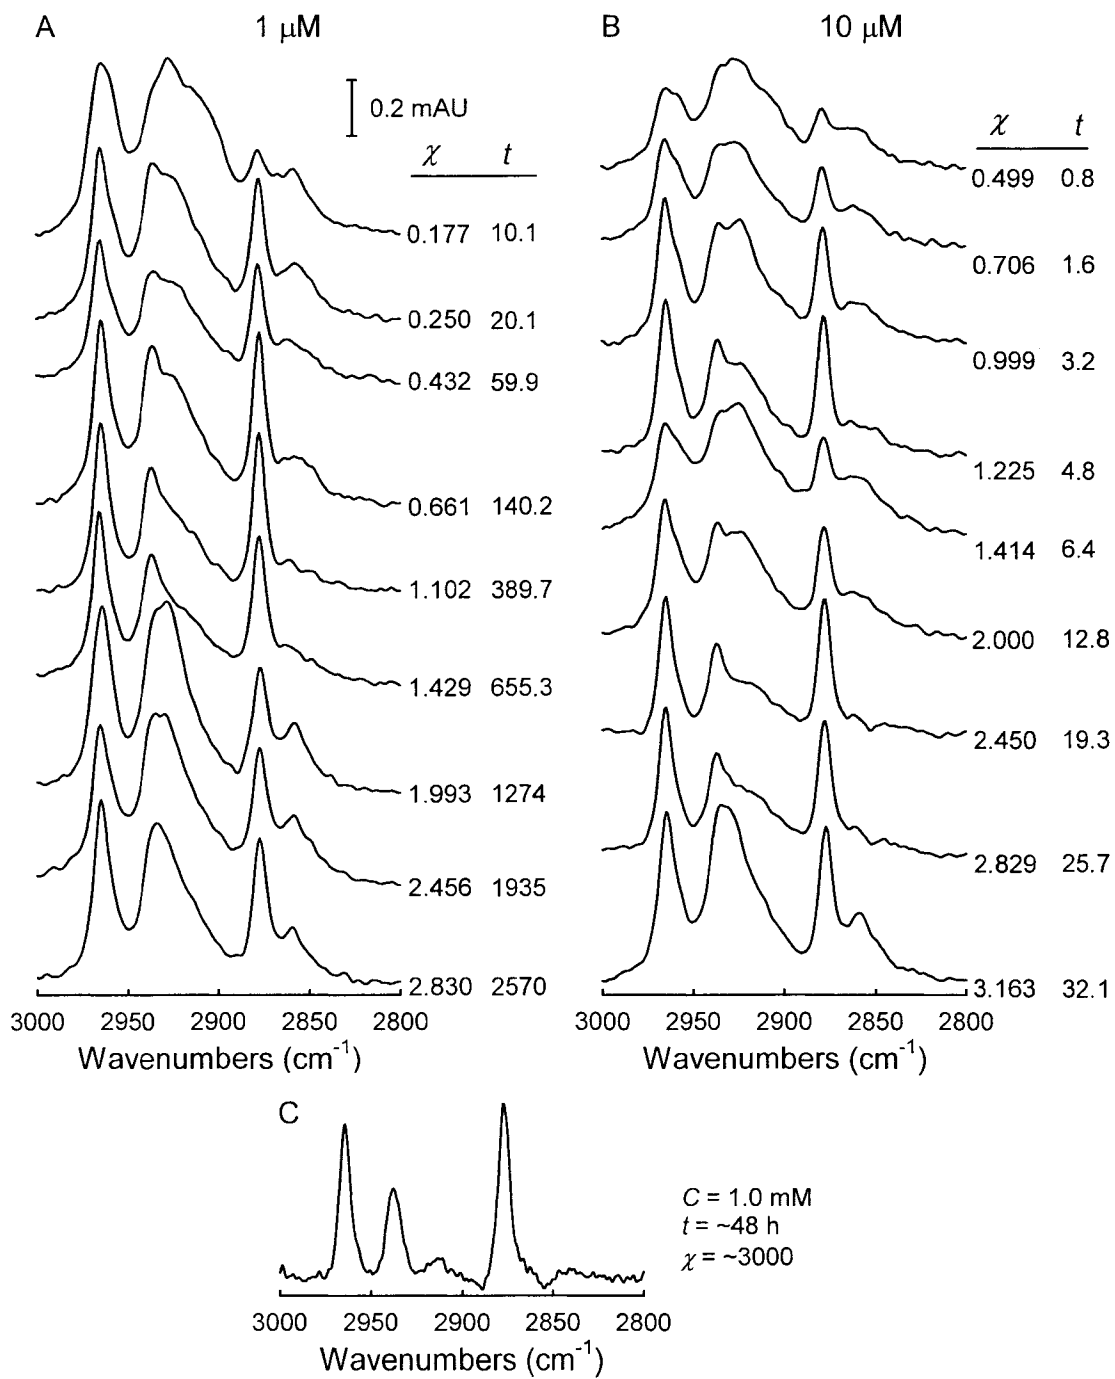 A
1 μM
0.2 mAU
χ t
0.177 10.1
0.250 20.1
0.432 59.9
0.661 140.2
1.102 389.7
1.429 655.3
1.993 1274
2.456 1935
2.830 2570
3000 2950 2900 2850 2800
Wavenumbers (cm⁻¹)
B
10 μM
χ t
0.499 0.8
0.706 1.6
0.999 3.2
1.225 4.8
1.414 6.4
2.000 12.8
2.450 19.3
2.829 25.7
3.163 32.1
3000 2950 2900 2850 2800
Wavenumbers (cm⁻¹)
C
C = 1.0 mM
t = ~48 h
χ = ~3000
3000 2950 2900 2850 2800
Wavenumbers (cm⁻¹)